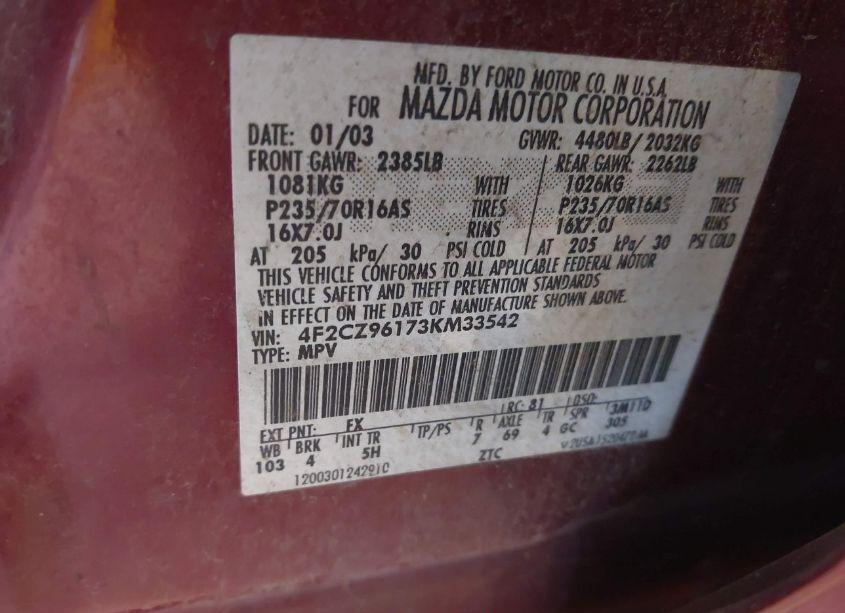 MFD. BY FORD MOTOR CO. IN U.S.A.
FOR MAZDA MOTOR CORPORATION
DATE: 01/03 GVWR: 4480LB/ 2032KG
FRONT GAWR: 2385LB REAR GAWR: 2262LB
1081KG WITH 1026KG WITH
P235/70R16AS TIRES P235/70R16AS TIRES
16X7.0J RIMS 16X7.0J RIMS
AT 205 kPa/ 30 PSI COLD AT 205 kPa/ 30 PSI COLD
THIS VEHICLE CONFORMS TO ALL APPLICABLE FEDERAL MOTOR
VEHICLE SAFETY AND THEFT PREVENTION STANDARDS
IN EFFECT ON THE DATE OF MANUFACTURE SHOWN ABOVE.
VIN: 4F2CZ96173KM33542
TYPE: MPV
EXT PNT: FX RC: 81 DSO:
WB BRK INT TR TP/PS R AXLE TR SPR 3M11D
103 4 5H 7 69 4 GC 305
ZTC